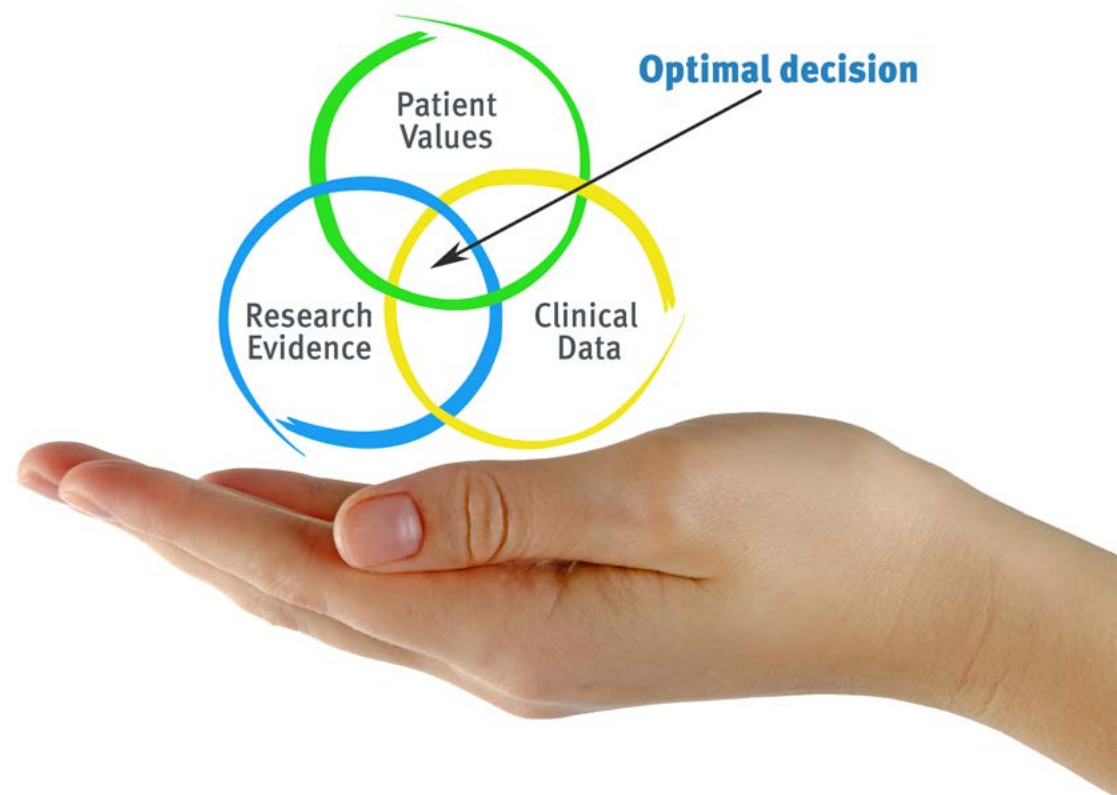 Optimal decision
Patient
Values
Research
Evidence
Clinical
Data